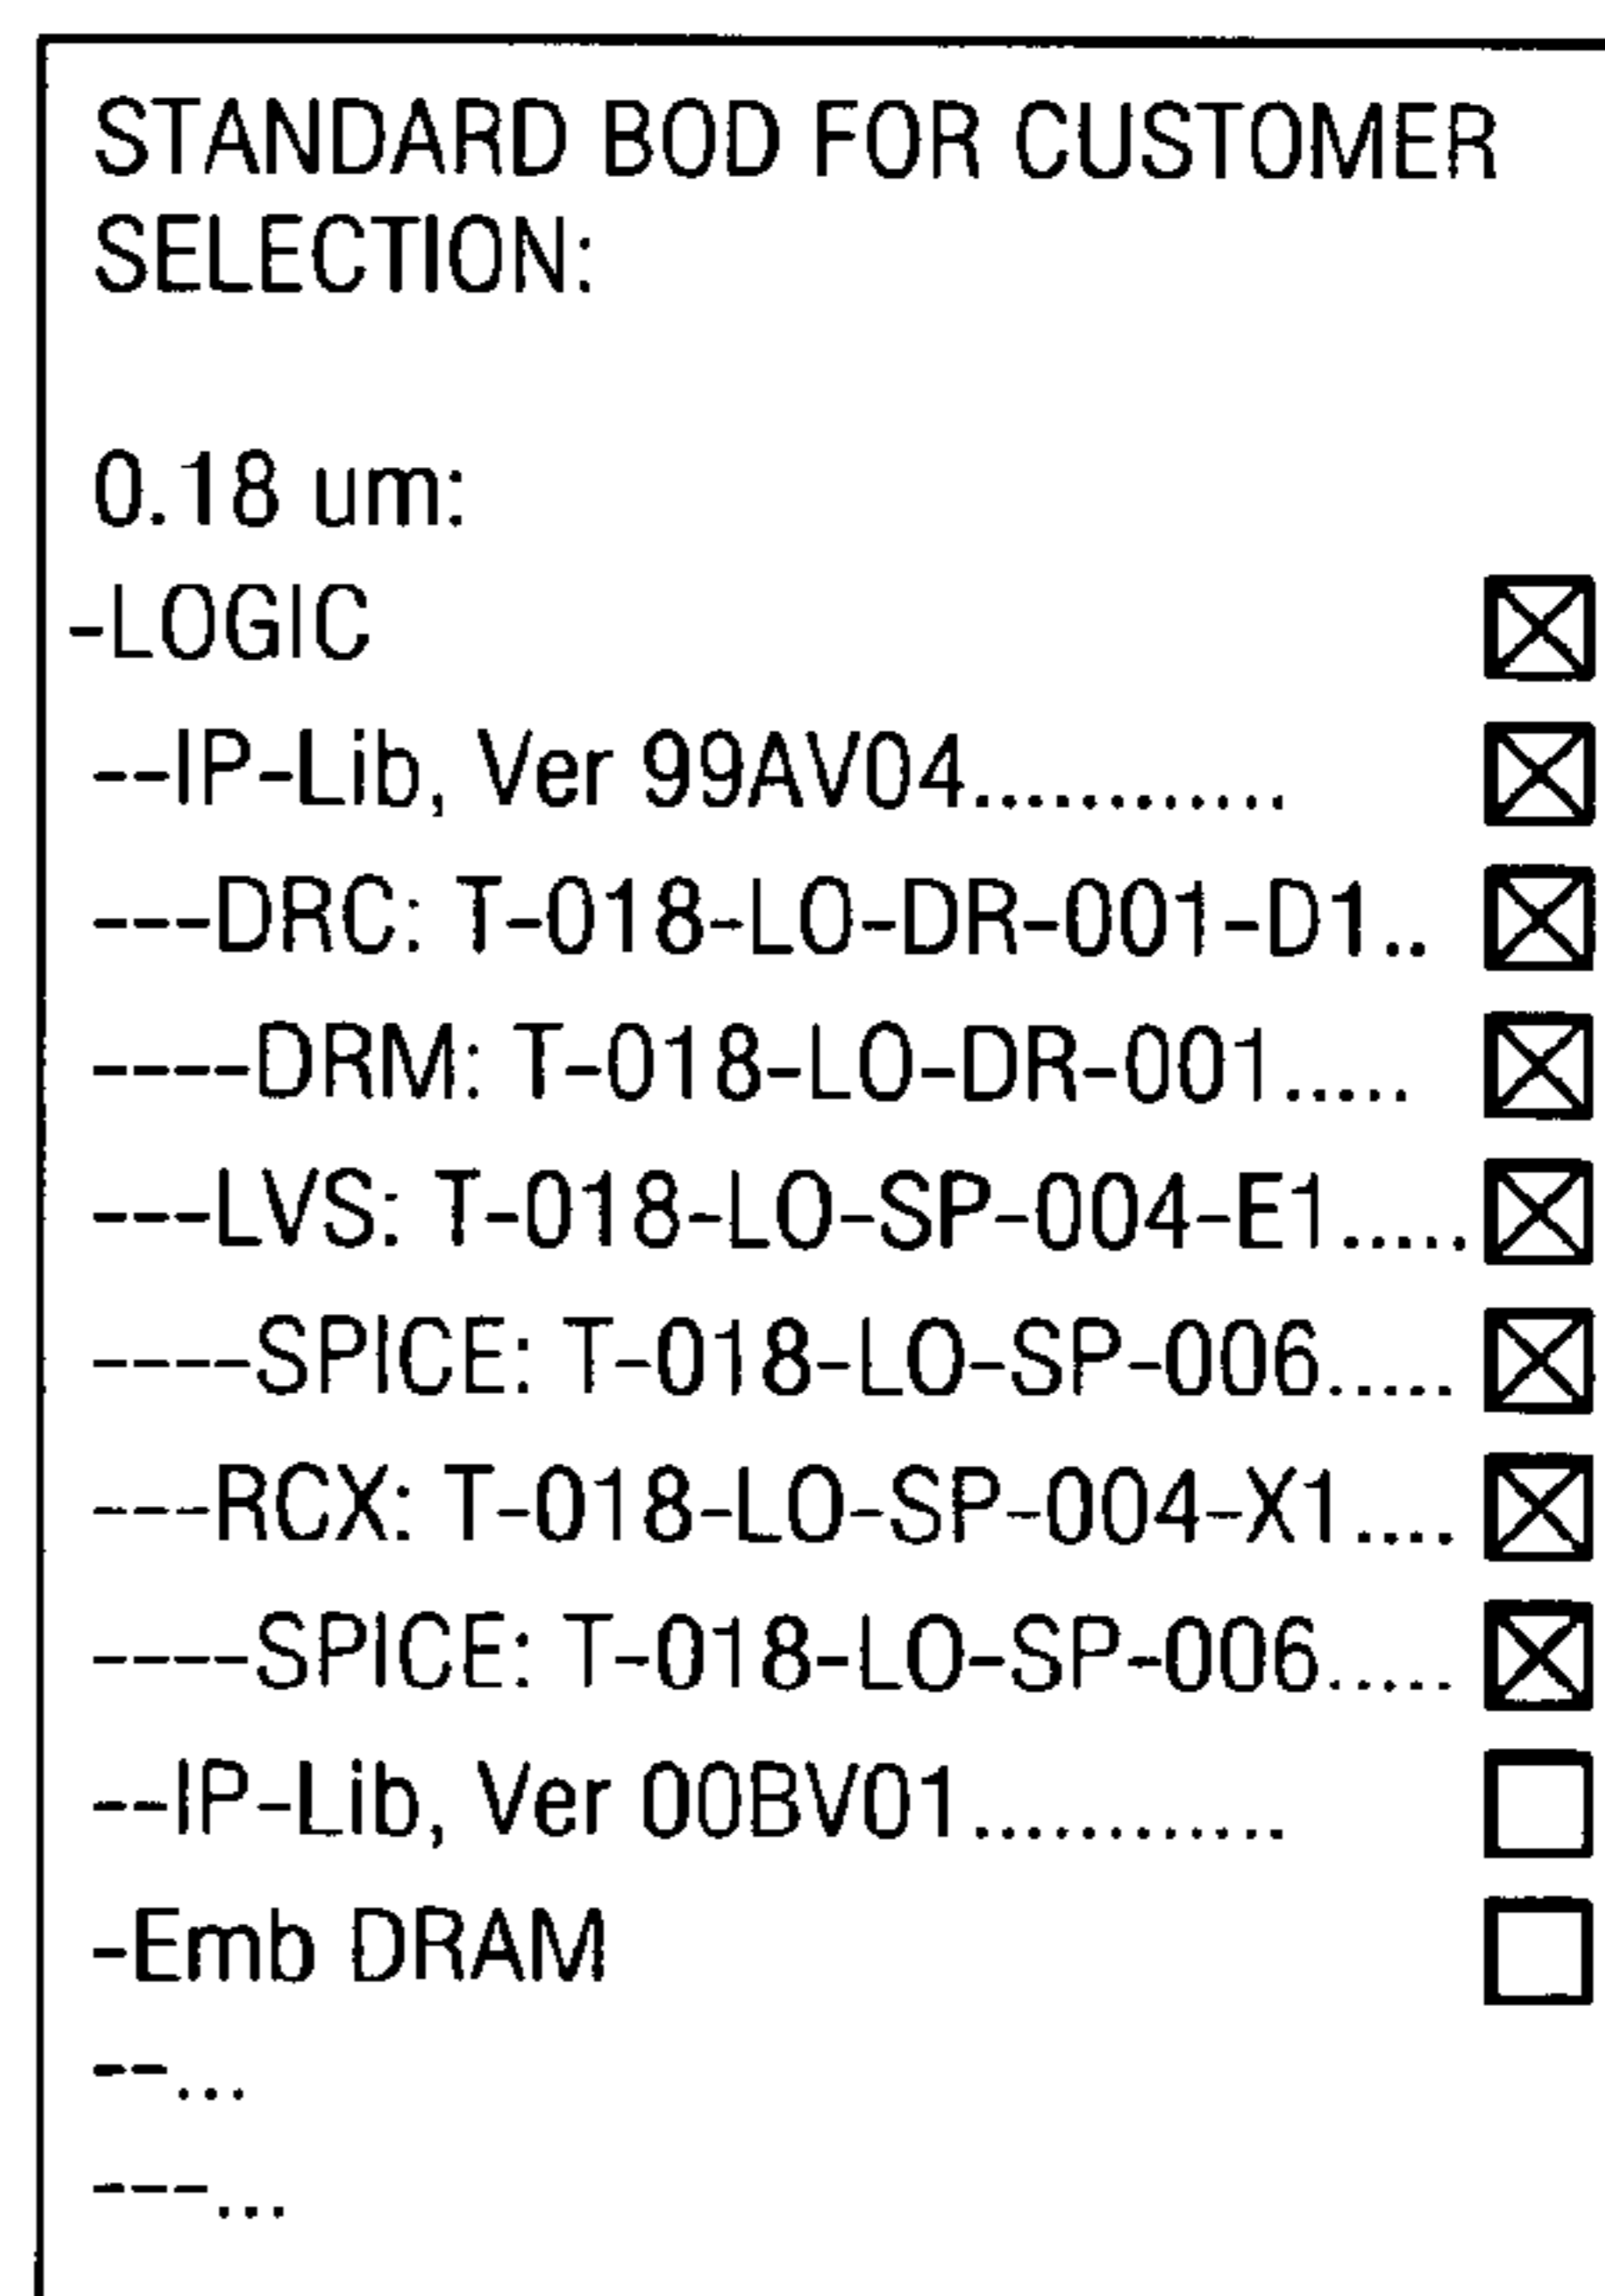 STANDARD BOD FOR CUSTOMER
SELECTION:
0.18 um:
-LOGIC
--IP-Lib, Ver 99AV04............
---DRC: T-018-LO-DR-001-D1..
----DRM: T-018-LO-DR-001.....
---LVS: T-018-LO-SP-004-E1.....
----SPICE: T-018-LO-SP-006.....
---RCX: T-018-LO-SP-004-X1....
----SPICE: T-018-LO-SP-006.....
--IP-Lib, Ver 00BV01............
-Emb DRAM
--...
---...